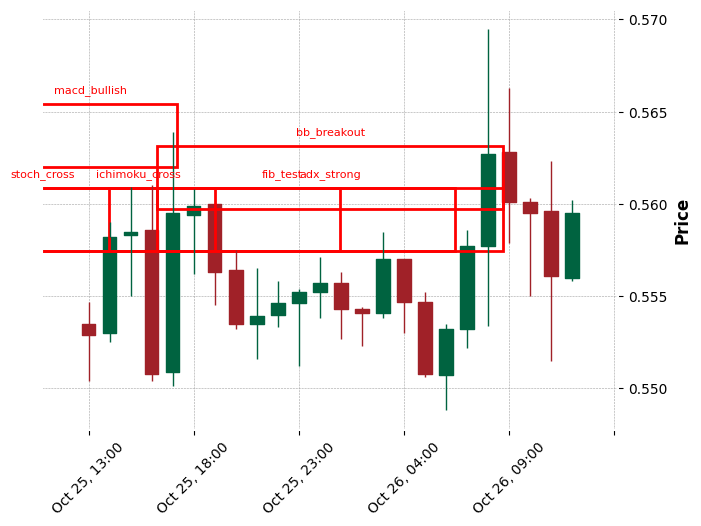 0.570
macd_bullish
0.565
bb_breakout
stoch_cross
ichimoku_cross
fib_test
adx_strong
0.560
Price
0.555
0.550
Oct 25, 13:00
Oct 25, 18:00
Oct 25, 23:00
Oct 26, 04:00
Oct 26, 09:00